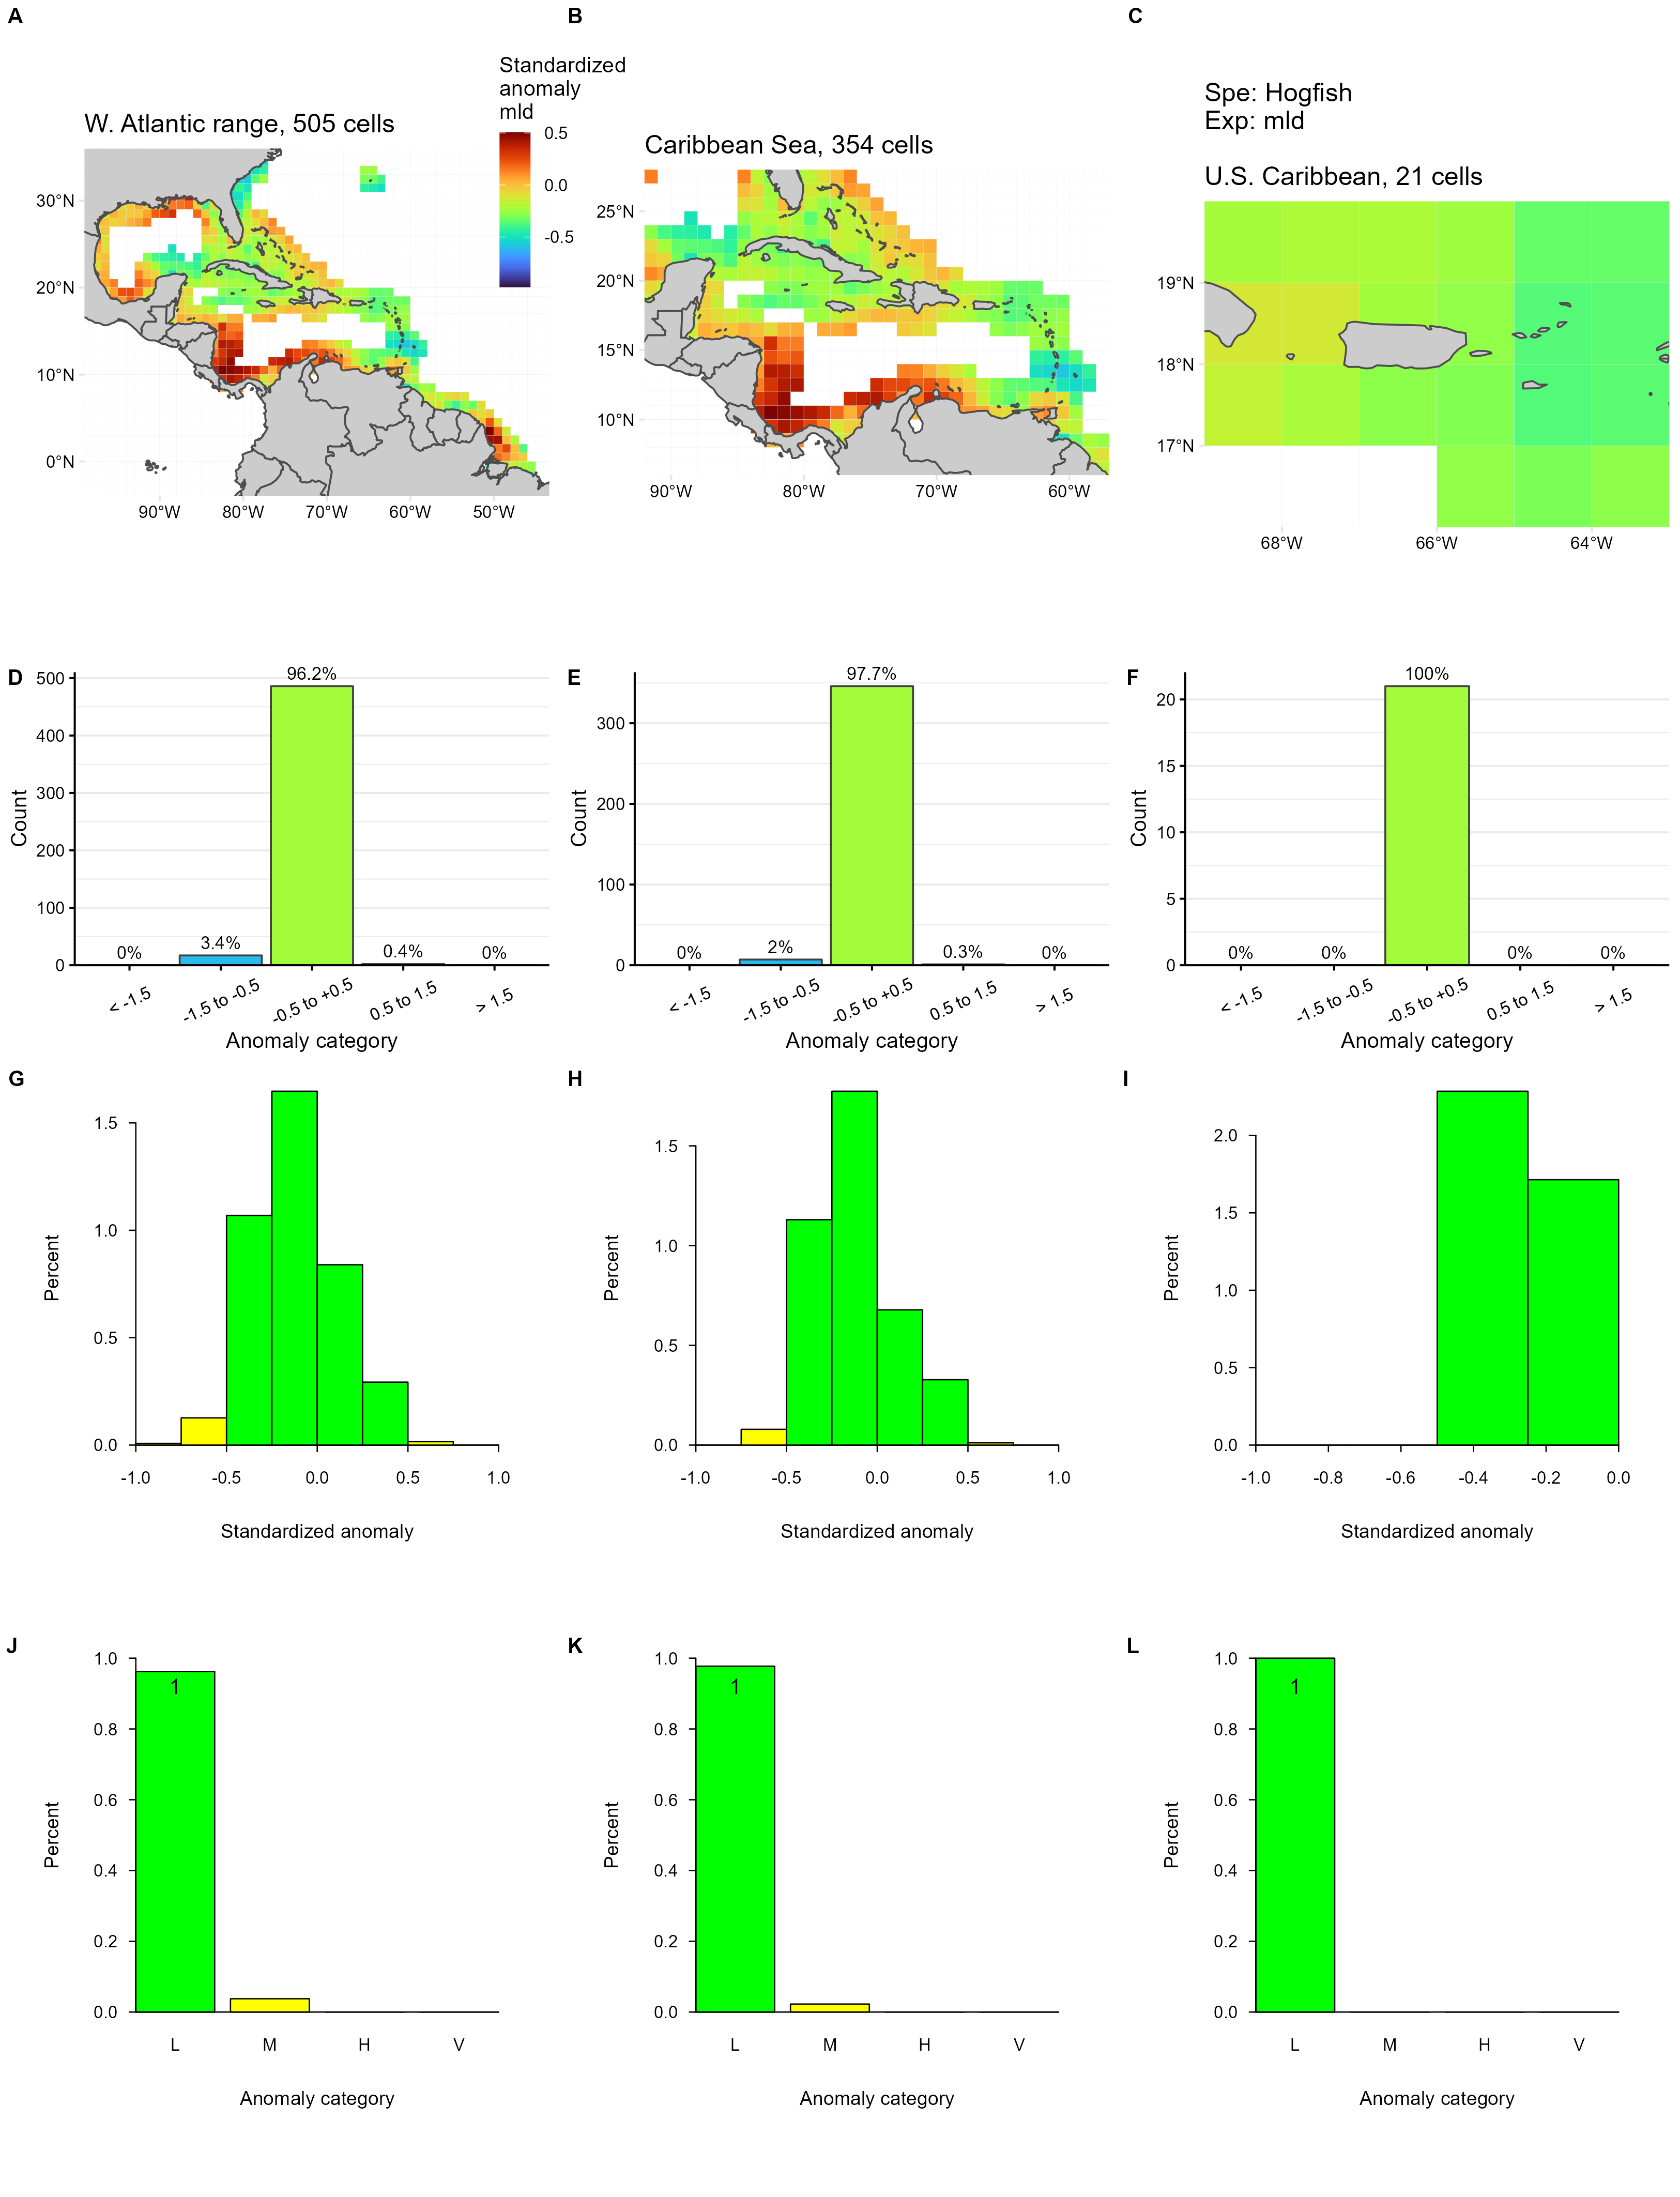 A
B
C
Standardized
anomaly
mld
0.5
0.0
-0.5
W. Atlantic range, 505 cells
30°N
20°N
10°N
0°N
90°W 80°W 70°W 60°W 50°W
Caribbean Sea, 354 cells
25°N
20°N
15°N
10°N
90°W 80°W 70°W 60°W
Spe: Hogfish
Exp: mld
U.S. Caribbean, 21 cells
19°N
18°N
17°N
68°W 66°W 64°W
D
Count
500
400
300
200
100
0
0% 3.4% 96.2% 0.4% 0%
< -1.5 -1.5 to -0.5 -0.5 to +0.5 0.5 to 1.5 > 1.5
Anomaly category
E
Count
300
200
100
0
0% 2% 97.7% 0.3% 0%
< -1.5 -1.5 to -0.5 -0.5 to +0.5 0.5 to 1.5 > 1.5
Anomaly category
F
Count
20
15
10
5
0
0% 0% 100% 0% 0%
< -1.5 -1.5 to -0.5 -0.5 to +0.5 0.5 to 1.5 > 1.5
Anomaly category
G
Percent
1.5
1.0
0.5
0.0
-1.0 -0.5 0.0 0.5 1.0
Standardized anomaly
H
Percent
1.5
1.0
0.5
0.0
-1.0 -0.5 0.0 0.5 1.0
Standardized anomaly
I
Percent
2.0
1.5
1.0
0.5
0.0
-1.0 -0.8 -0.6 -0.4 -0.2 0.0
Standardized anomaly
J
Percent
1.0
0.8
0.6
0.4
0.2
0.0
1
L M H V
Anomaly category
K
Percent
1.0
0.8
0.6
0.4
0.2
0.0
1
L M H V
Anomaly category
L
Percent
1.0
0.8
0.6
0.4
0.2
0.0
1
L M H V
Anomaly category